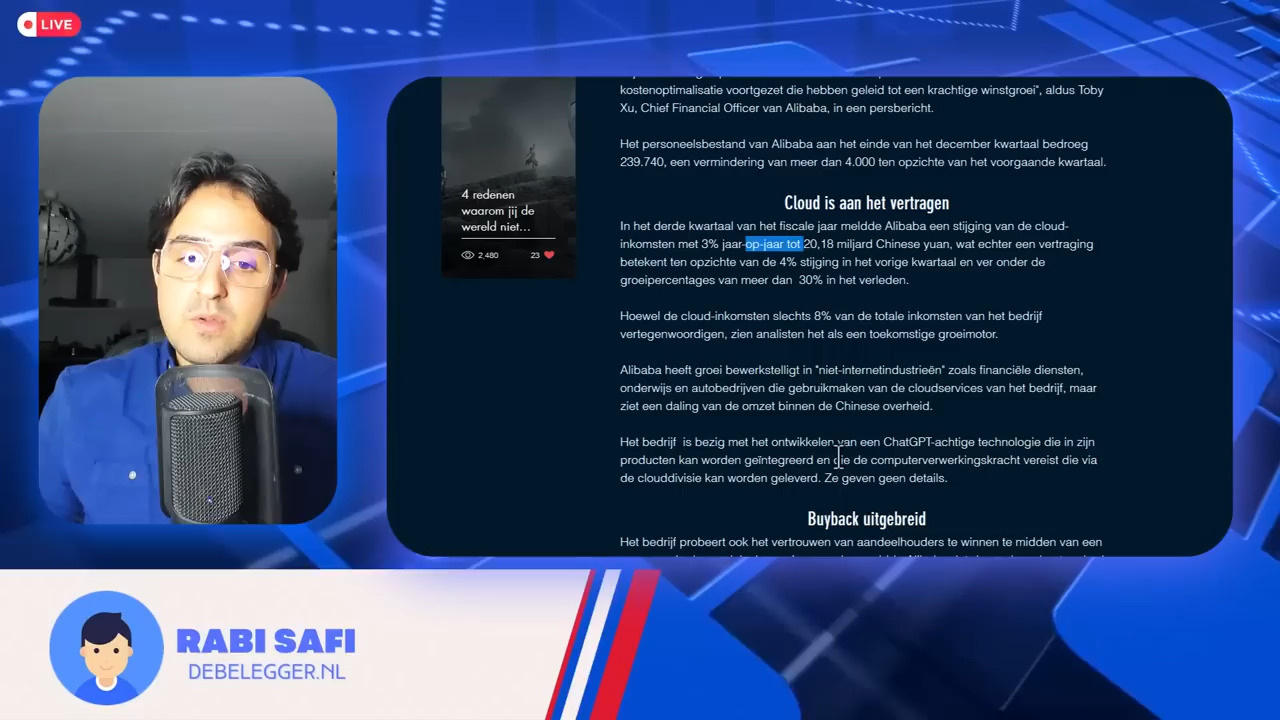 LIVE
kostenoptimalisatie voortgezet die hebben geleid tot een krachtige winstgroei", aldus Toby
Xu, Chief Financial Officer van Alibaba, in een persbericht.
Het personeelsbestand van Alibaba aan het einde van het december kwartaal bedroeg
239.740, een vermindering van meer dan 4.000 ten opzichte van het voorgaande kwartaal.
4 redenen
waarom jij de
wereld niet...
2,480 23
Cloud is aan het vertragen
In het derde kwartaal van het fiscale jaar meldde Alibaba een stijging van de cloud-
inkomsten met 3% jaar-op-jaar tot 20,18 miljard Chinese yuan, wat echter een vertraging
betekent ten opzichte van de 4% stijging in het vorige kwartaal en ver onder de
groeipercentages van meer dan 30% in het verleden.
Hoewel de cloud-inkomsten slechts 8% van de totale inkomsten van het bedrijf
vertegenwoordigen, zien analisten het als een toekomstige groeimotor.
Alibaba heeft groei bewerkstelligt in "niet-internetindustrieën" zoals financiële diensten,
onderwijs en autobedrijven die gebruikmaken van de cloudservices van het bedrijf, maar
ziet een daling van de omzet binnen de Chinese overheid.
Het bedrijf is bezig met het ontwikkelen van een ChatGPT-achtige technologie die in zijn
producten kan worden geïntegreerd en die de computerverwerkingskracht vereist die via
de clouddivisie kan worden geleverd. Ze geven geen details.
Buyback uitgebreid
Het bedrijf probeert ook het vertrouwen van aandeelhouders te winnen te midden van een
RABI SAFI
DEBELEGGER.NL